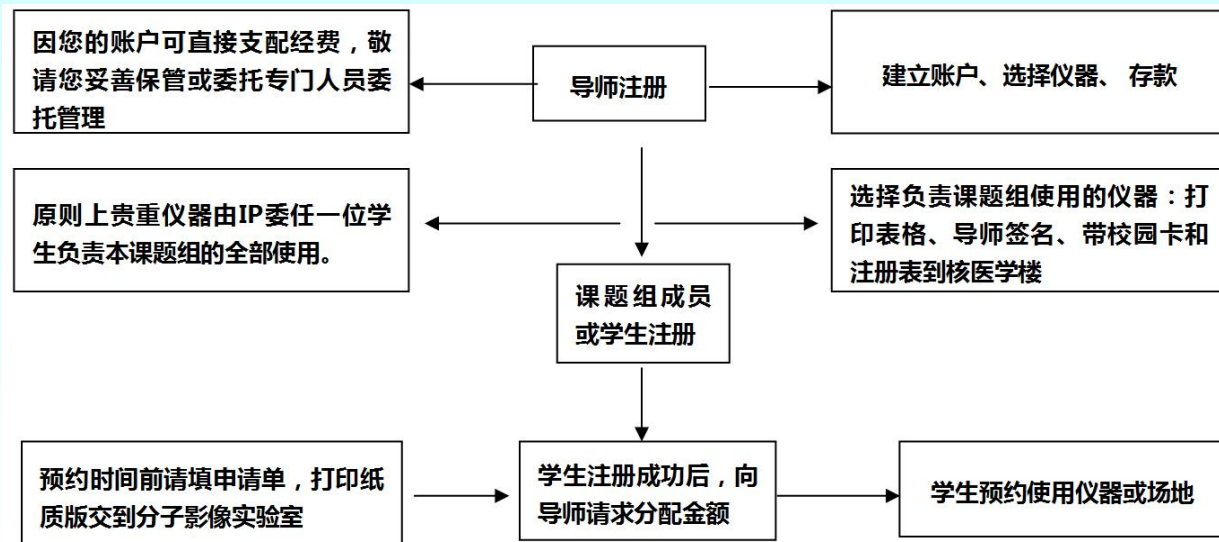 因您的账户可直接支配经费，敬
请您妥善保管或委托专门人员委
托管理
导师注册
建立账户、选择仪器、 存款
原则上贵重仪器由IP委任一位学
生负责本课题组的全部使用。
选择负责课题组使用的仪器：打
印表格、导师签名、带校园卡和
注册表到核医学楼
课题组成员
或学生注册
预约时间前请填申请单，打印纸
质版交到分子影像实验室
学生注册成功后，向
导师请求分配金额
学生预约使用仪器或场地